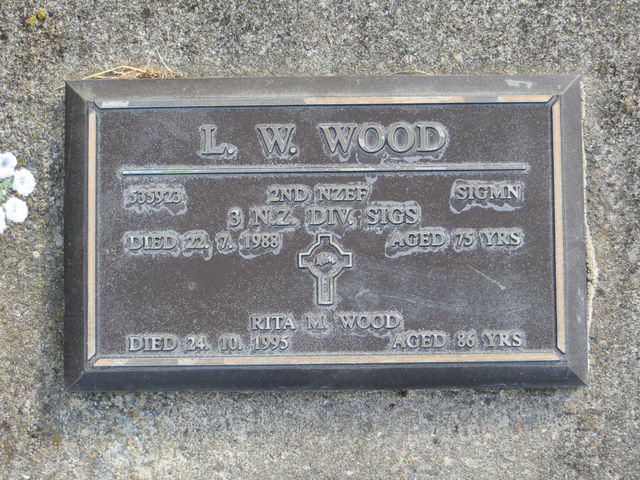 L. W. WOOD
535923 2ND NZEF SIGMN
3 N.Z. DIV. SIGS
DIED 22. 7. 1988 AGED 75 YRS
RITA M. WOOD
DIED 24. 10. 1995 AGED 86 YRS